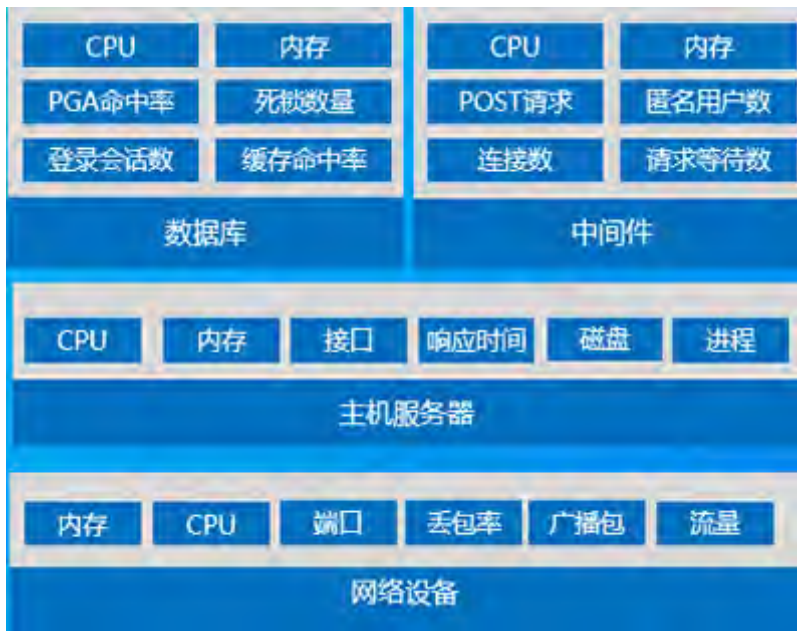 CPU 内存 CPU 内存
PGA命中率 死锁数量 POST请求 匿名用户数
登录会话数 缓存命中率 连接数 请求等待数
数据库 中间件
CPU 内存 接口 响应时间 磁盘 进程
主机服务器
内存 CPU 端口 丢包率 广播包 流量
网络设备